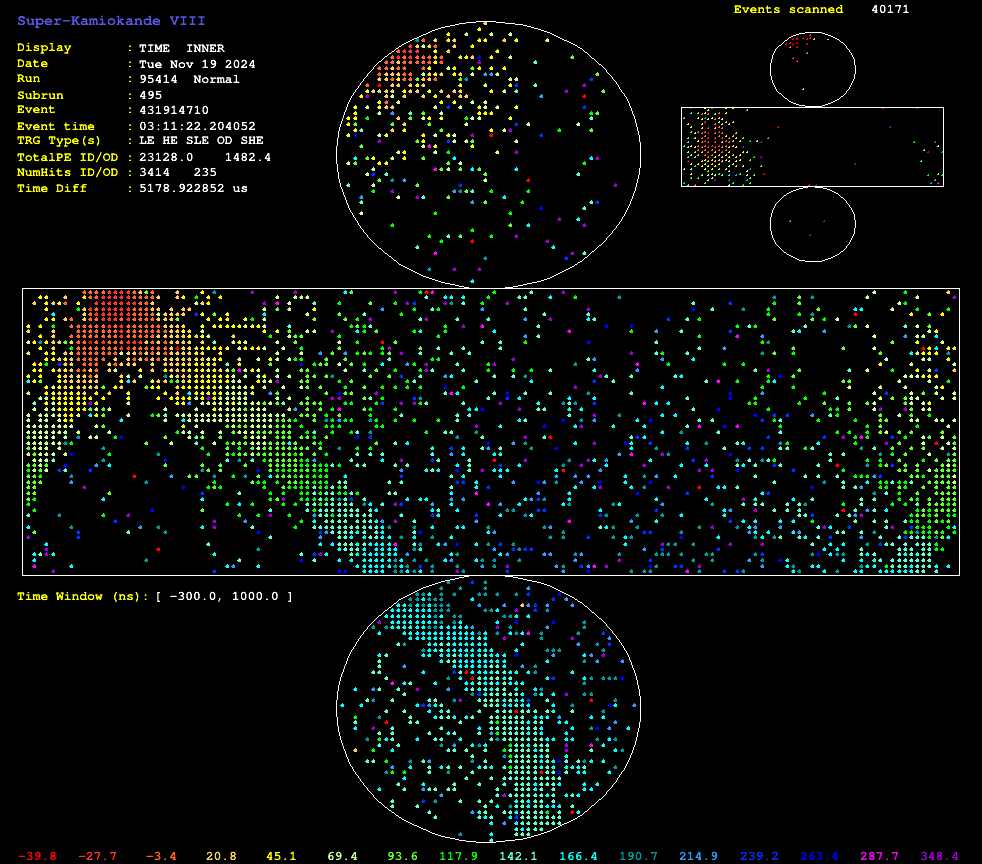 Events scanned 40171
Super-Kamiokande VIII
Display : TIME INNER
Date : Tue Nov 19 2024
Run : 95414 Normal
Subrun : 495
Event : 431914710
Event time : 03:11:22.204052
TRG Type(s) : LE HE SLE OD SHE
TotalPE ID/OD : 23128.0 1482.4
NumHits ID/OD : 3414 235
Time Diff : 5178.922852 us
Time Window (ns): [ -300.0, 1000.0 ]
-39.8 -27.7 -3.4 20.8 45.1 69.4 93.6 117.9 142.1 166.4 190.7 214.9 239.2 263.4 287.7 348.4